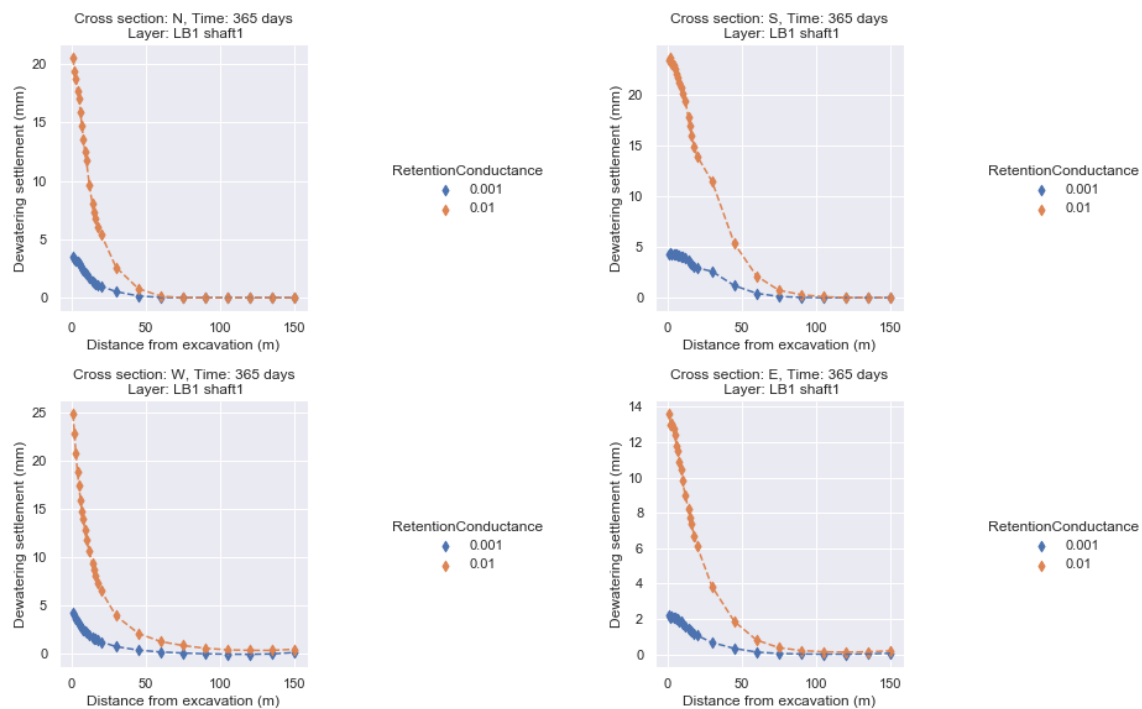 Cross section: N, Time: 365 days
Layer: LB1 shaft1
Dewatering settlement (mm)
20
15
10
5
0
0 50 100 150
Distance from excavation (m)
RetentionConductance
0.001
0.01
Cross section: S, Time: 365 days
Layer: LB1 shaft1
Dewatering settlement (mm)
20
15
10
5
0
0 50 100 150
Distance from excavation (m)
RetentionConductance
0.001
0.01
Cross section: W, Time: 365 days
Layer: LB1 shaft1
Dewatering settlement (mm)
25
20
15
10
5
0
0 50 100 150
Distance from excavation (m)
RetentionConductance
0.001
0.01
Cross section: E, Time: 365 days
Layer: LB1 shaft1
Dewatering settlement (mm)
14
12
10
8
6
4
2
0
0 50 100 150
Distance from excavation (m)
RetentionConductance
0.001
0.01